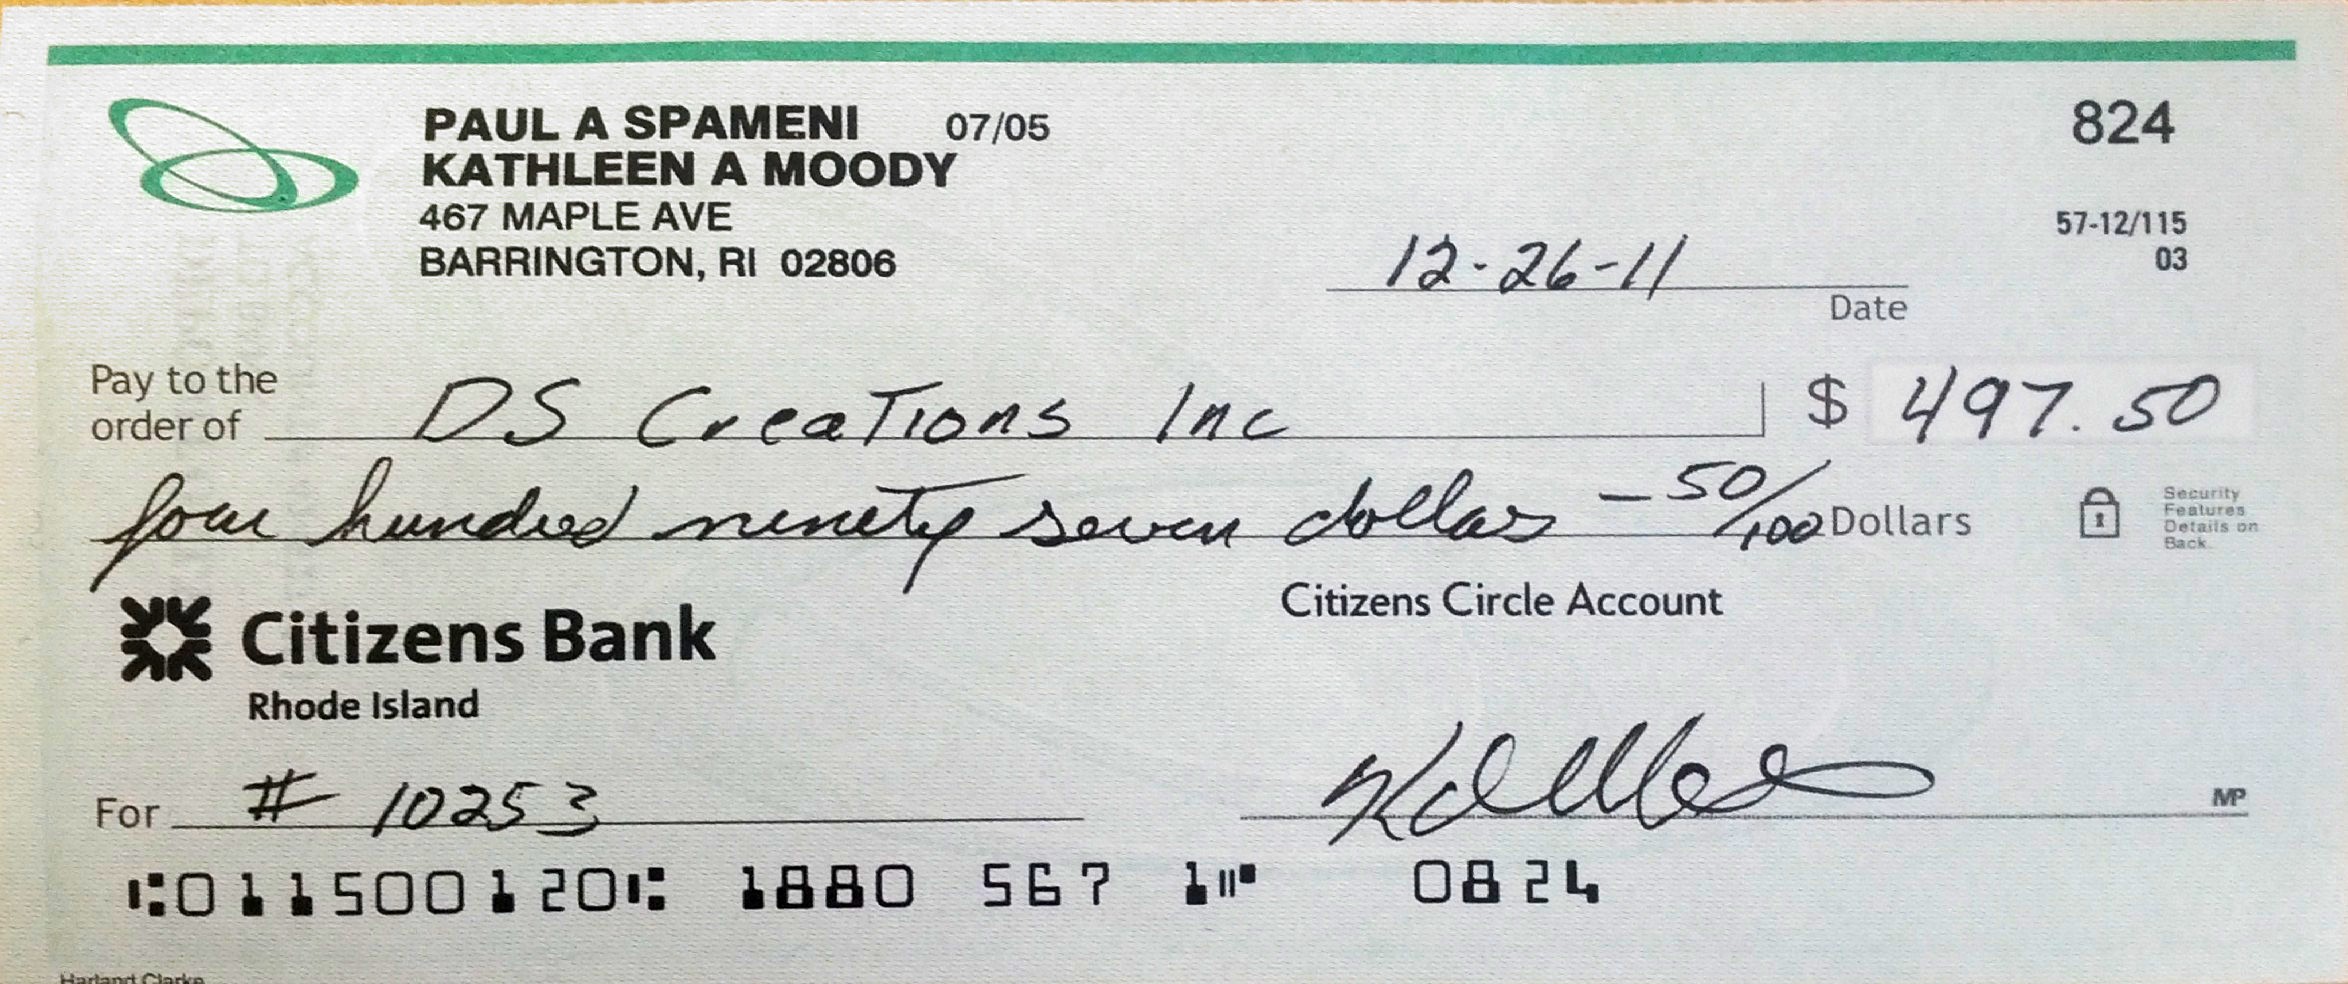 PAUL A SPAMENI 07/05
824
KATHLEEN A MOODY
467 MAPLE AVE
57-12/115
BARRINGTON, RI 02806
03
12-26-11
Date
Pay to the
order of DS Creations Inc $ 497.50
four hundred ninety seven dollars - 50/100 Dollars
Security
Features
Details on
Back.
Citizens Circle Account
Citizens Bank
Rhode Island
For # 10253
MP
⑆011500120⑆ 1880 567 1⑈ 0824
Harland Clarke